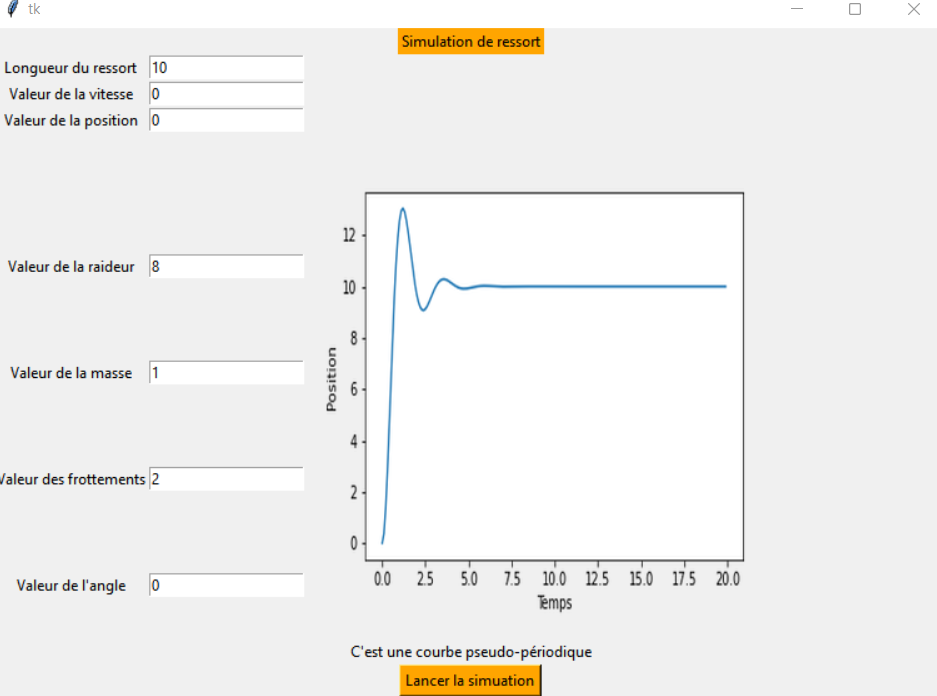 tk
Simulation de ressort
Longueur du ressort 10
Valeur de la vitesse 0
Valeur de la position 0
Valeur de la raideur 8
Valeur de la masse 1
Valeur des frottements 2
Valeur de l'angle 0
Position
12
10
8
6
4
2
0
0.0 2.5 5.0 7.5 10.0 12.5 15.0 17.5 20.0
Temps
C'est une courbe pseudo-périodique
Lancer la simuation